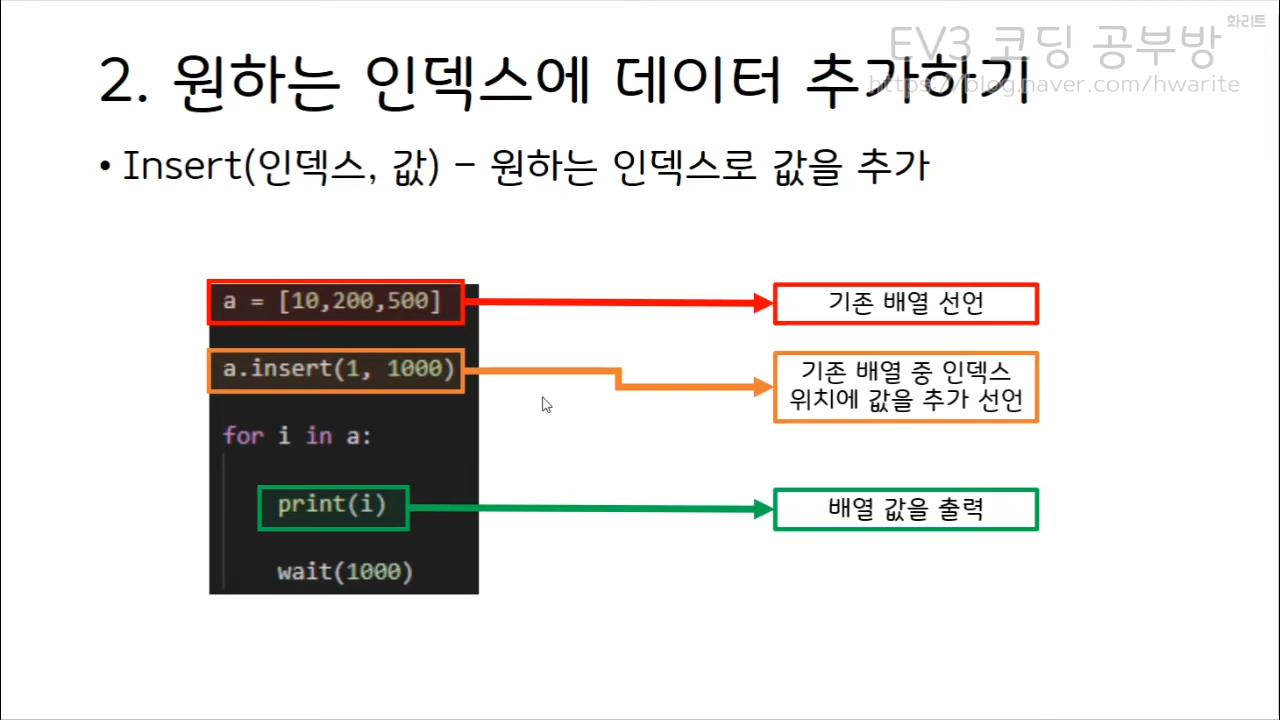 화리트
EV3 코딩 공부방
https://blog.naver.com/hwarite
2. 원하는 인덱스에 데이터 추가하기
• Insert(인덱스, 값) – 원하는 인덱스로 값을 추가
a = [10,200,500]
기존 배열 선언
a.insert(1, 1000)
기존 배열 중 인덱스
위치에 값을 추가 선언
for i in a:
print(i)
배열 값을 출력
wait(1000)